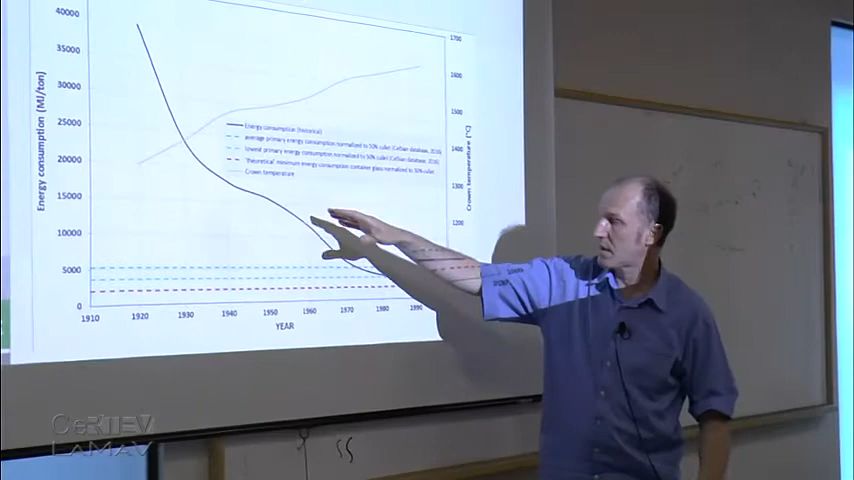 40000
35000
30000
25000
20000
15000
10000
5000
0
Energy consumption (MJ/ton)
1910 1920 1930 1940 1950 1960 1970 1980 1990
YEAR
1700
1600
1500
1400
1300
1200
Crown temperature (°C)
Energy consumption (historical)
average primary energy consumption normalized to 50% cullet (Celsian database, 2016)
lowest primary energy consumption normalized to 50% cullet (Celsian database, 2016)
"theoretical" minimum energy consumption container glass normalized to 50% cullet
Crown temperature
CeRTEV
LaMaV